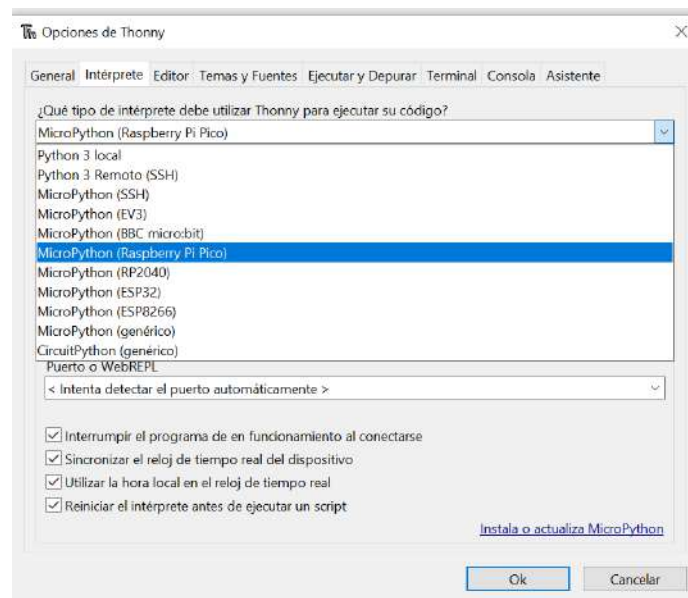 Opciones de Thonny
General Intérprete Editor Temas y Fuentes Ejecutar y Depurar Terminal Consola Asistente
¿Qué tipo de intérprete debe utilizar Thonny para ejecutar su código?
MicroPython (Raspberry Pi Pico)
Python 3 local
Python 3 Remoto (SSH)
MicroPython (SSH)
MicroPython (EV3)
MicroPython (BBC micro:bit)
MicroPython (Raspberry Pi Pico)
MicroPython (RP2040)
MicroPython (ESP32)
MicroPython (ESP8266)
MicroPython (genérico)
CircuitPython (genérico)
Puerto o WebREPL
< Intenta detectar el puerto automáticamente >
Interrumpir el programa de en funcionamiento al conectarse
Sincronizar el reloj de tiempo real del dispositivo
Utilizar la hora local en el reloj de tiempo real
Reiniciar el intérprete antes de ejecutar un script
Instala o actualiza MicroPython
Ok Cancelar